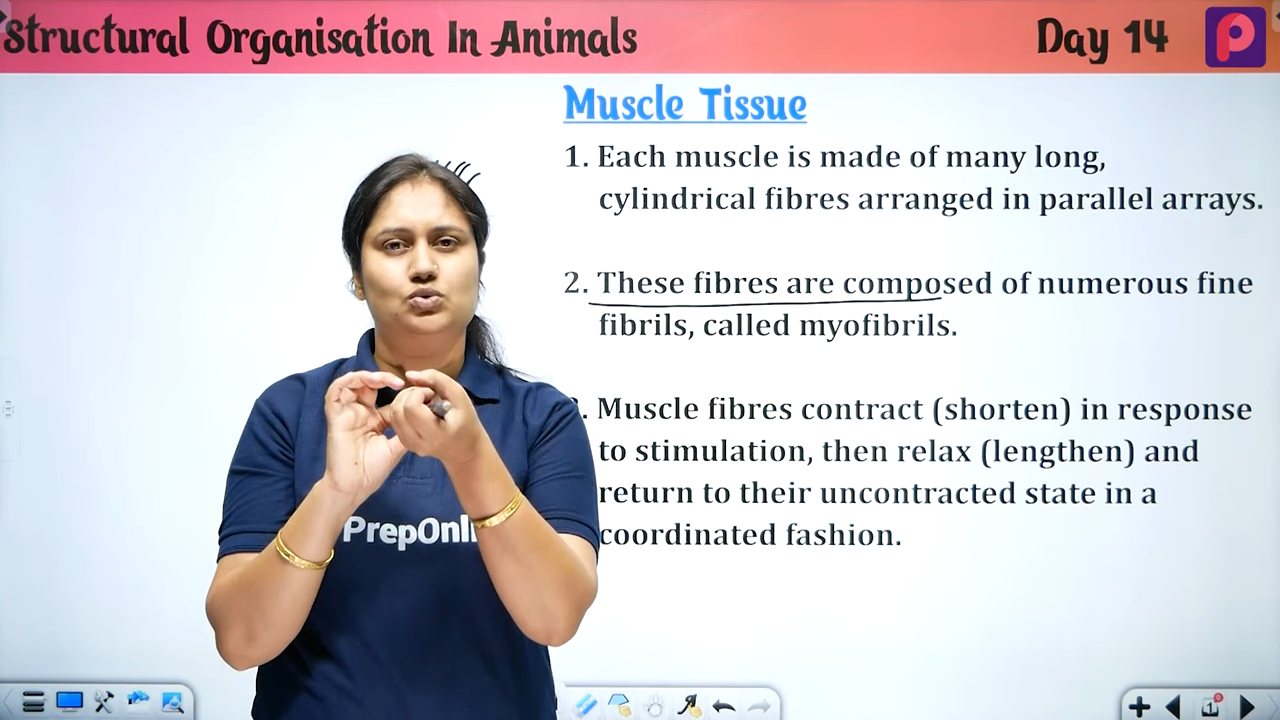 Structural Organisation In Animals
Day 14
Muscle Tissue
1. Each muscle is made of many long,
cylindrical fibres arranged in parallel arrays.
2. These fibres are composed of numerous fine
fibrils, called myofibrils.
. Muscle fibres contract (shorten) in response
to stimulation, then relax (lengthen) and
return to their uncontracted state in a
coordinated fashion.
PrepOnl
1